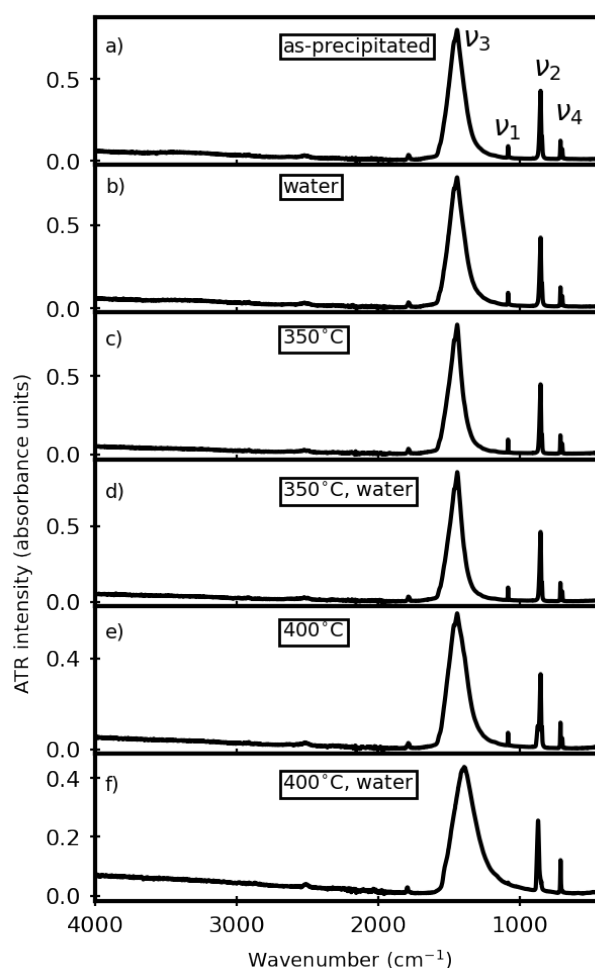 a) as-precipitated ν₃ ν₂ ν₁ ν₄
0.5
0.0
b) water
0.5
0.0
c) 350°C
0.5
0.0
d) 350°C, water
0.5
0.0
e) 400°C
0.4
0.0
f) 400°C, water
0.4
0.2
0.0
4000 3000 2000 1000
Wavenumber (cm⁻¹)
ATR intensity (absorbance units)